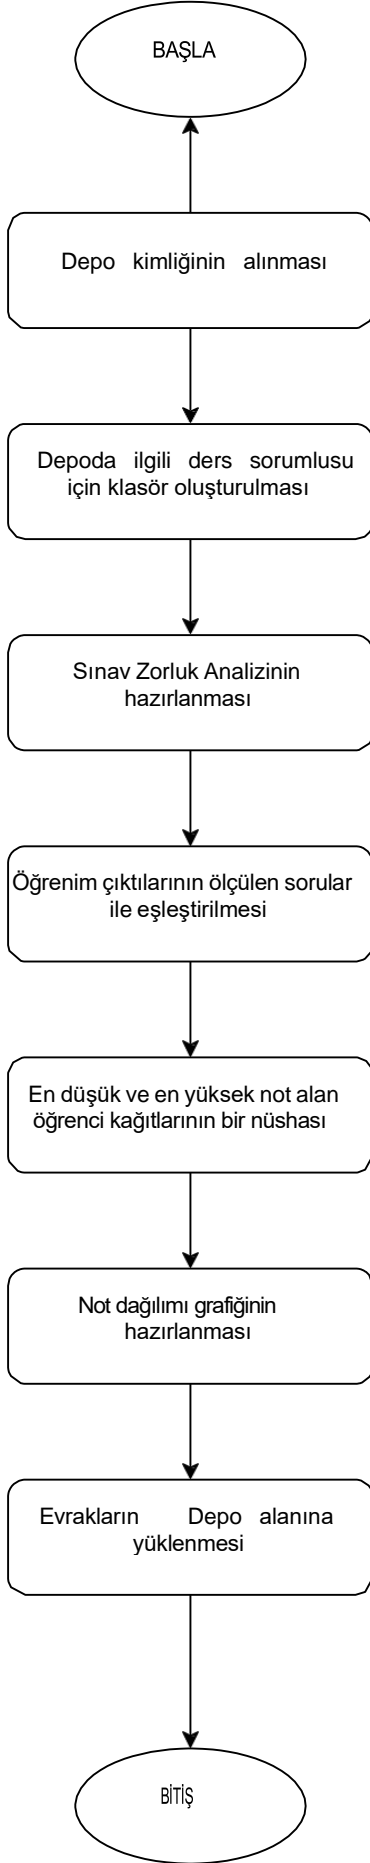 BAŞLA
Depo kimliğinin alınması
Depoda ilgili ders sorumlusu
için klasör oluşturulması
Sınav Zorluk Analizinin
hazırlanması
Öğrenim çıktılarının ölçülen sorular
ile eşleştirilmesi
En düşük ve en yüksek not alan
öğrenci kağıtlarının bir nüshası
Not dağılımı grafiğinin
hazırlanması
Evrakların Depo alanına
yüklenmesi
BİTİŞ